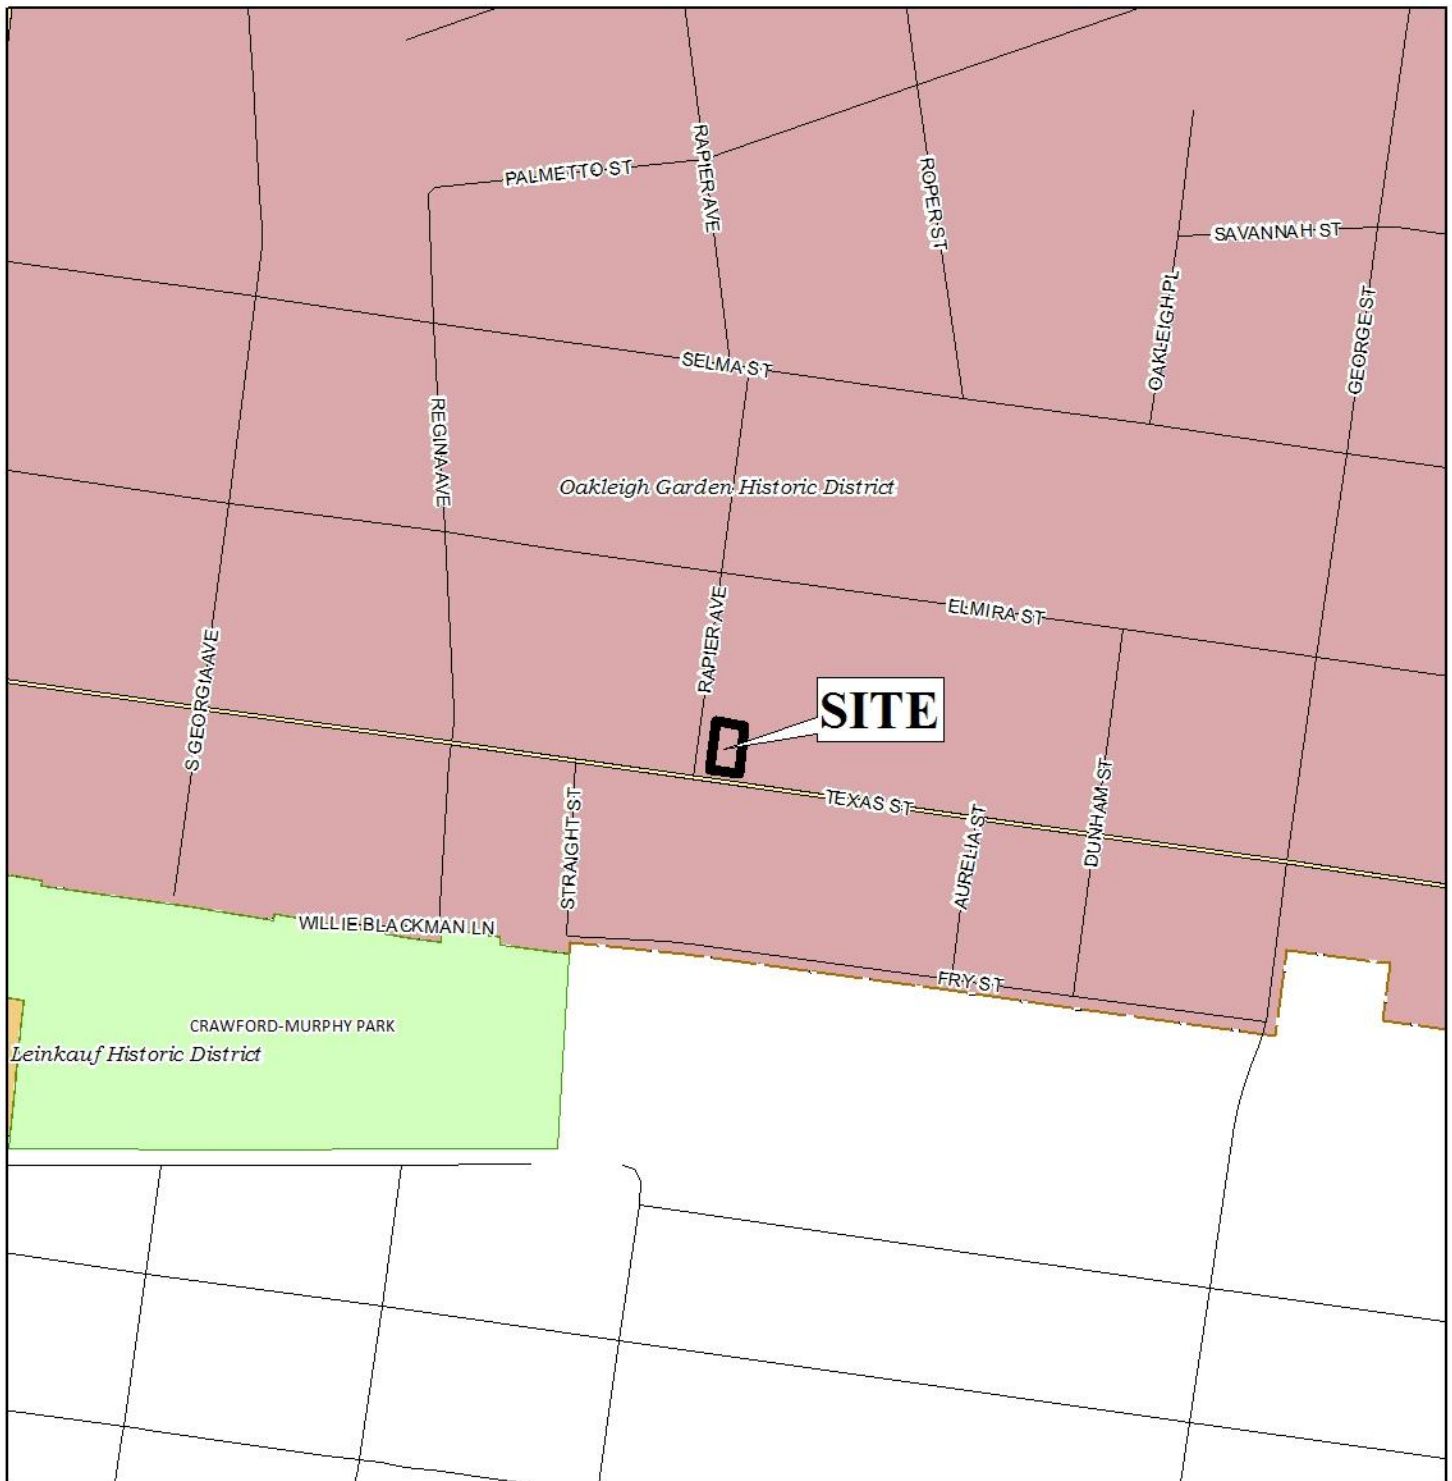 PALMETTO ST
RAPIER AVE
ROPER ST
SAVANNAH ST
OAKLEIGH PL
GEORGE ST
SELMA ST
REGINA AVE
Oakleigh Garden Historic District
RAPIER AVE
ELMIRA ST
S GEORGIA AVE
SITE
TEXAS ST
STRAIGHT ST
AURELIA ST
DUNHAM ST
WILLIE BLACKMAN LN
FRY ST
CRAWFORD-MURPHY PARK
Leinkauf Historic District